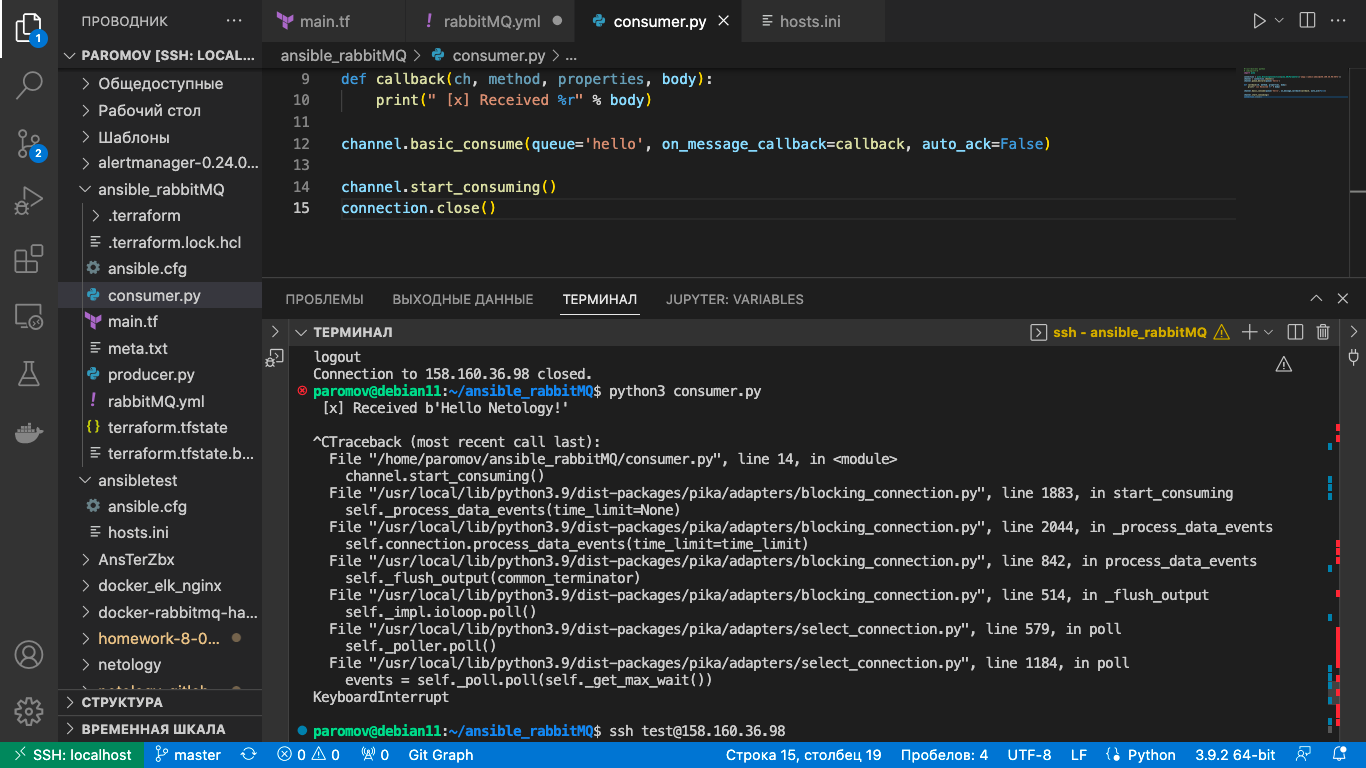 1
2
ПРОВОДНИК
PAROMOV [SSH: LOCAL...
Общедоступные
Рабочий стол
Шаблоны
alertmanager-0.24.0...
ansible_rabbitMQ
.terraform
.terraform.lock.hcl
ansible.cfg
consumer.py
main.tf
meta.txt
producer.py
rabbitMQ.yml
terraform.tfstate
terraform.tfstate.b...
ansibletest
ansible.cfg
hosts.ini
AnsTerZbx
docker_elk_nginx
docker-rabbitmq-ha...
homework-8-0...
netology
СТРУКТУРА
ВРЕМЕННАЯ ШКАЛА
main.tf rabbitMQ.yml consumer.py hosts.ini
ansible_rabbitMQ > consumer.py > ...
9 def callback(ch, method, properties, body):
10 print(" [x] Received %r" % body)
11
12 channel.basic_consume(queue='hello', on_message_callback=callback, auto_ack=False)
13
14 channel.start_consuming()
15 connection.close()
ПРОБЛЕМЫ ВЫХОДНЫЕ ДАННЫЕ ТЕРМИНАЛ JUPYTER: VARIABLES
ТЕРМИНАЛ ssh - ansible_rabbitMQ
logout
Connection to 158.160.36.98 closed.
paromov@debian11:~/ansible_rabbitMQ$ python3 consumer.py
[x] Received b'Hello Netology!'
^CTraceback (most recent call last):
File "/home/paromov/ansible_rabbitMQ/consumer.py", line 14, in <module>
channel.start_consuming()
File "/usr/local/lib/python3.9/dist-packages/pika/adapters/blocking_connection.py", line 1883, in start_consuming
self._process_data_events(time_limit=None)
File "/usr/local/lib/python3.9/dist-packages/pika/adapters/blocking_connection.py", line 2044, in _process_data_events
self.connection.process_data_events(time_limit=time_limit)
File "/usr/local/lib/python3.9/dist-packages/pika/adapters/blocking_connection.py", line 842, in process_data_events
self._flush_output(common_terminator)
File "/usr/local/lib/python3.9/dist-packages/pika/adapters/blocking_connection.py", line 514, in _flush_output
self._impl.ioloop.poll()
File "/usr/local/lib/python3.9/dist-packages/pika/adapters/select_connection.py", line 579, in poll
self._poller.poll()
File "/usr/local/lib/python3.9/dist-packages/pika/adapters/select_connection.py", line 1184, in poll
events = self._poll.poll(self._get_max_wait())
KeyboardInterrupt
paromov@debian11:~/ansible_rabbitMQ$ ssh test@158.160.36.98
SSH: localhost master 0 0 0 Git Graph Строка 15, столбец 19 Пробелов: 4 UTF-8 LF Python 3.9.2 64-bit